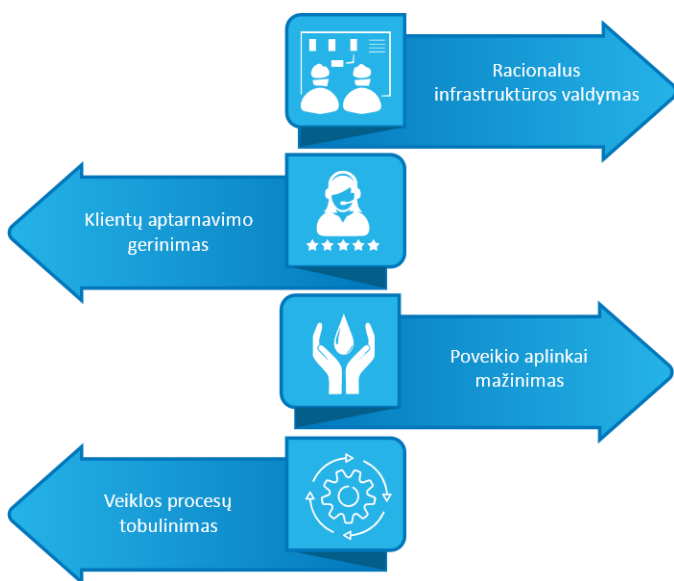 Racionalus
infrastruktūros valdymas
Klientų aptarnavimo
gerinimas
Poveikio aplinkai
mažinimas
Veiklos procesų
tobulinimas